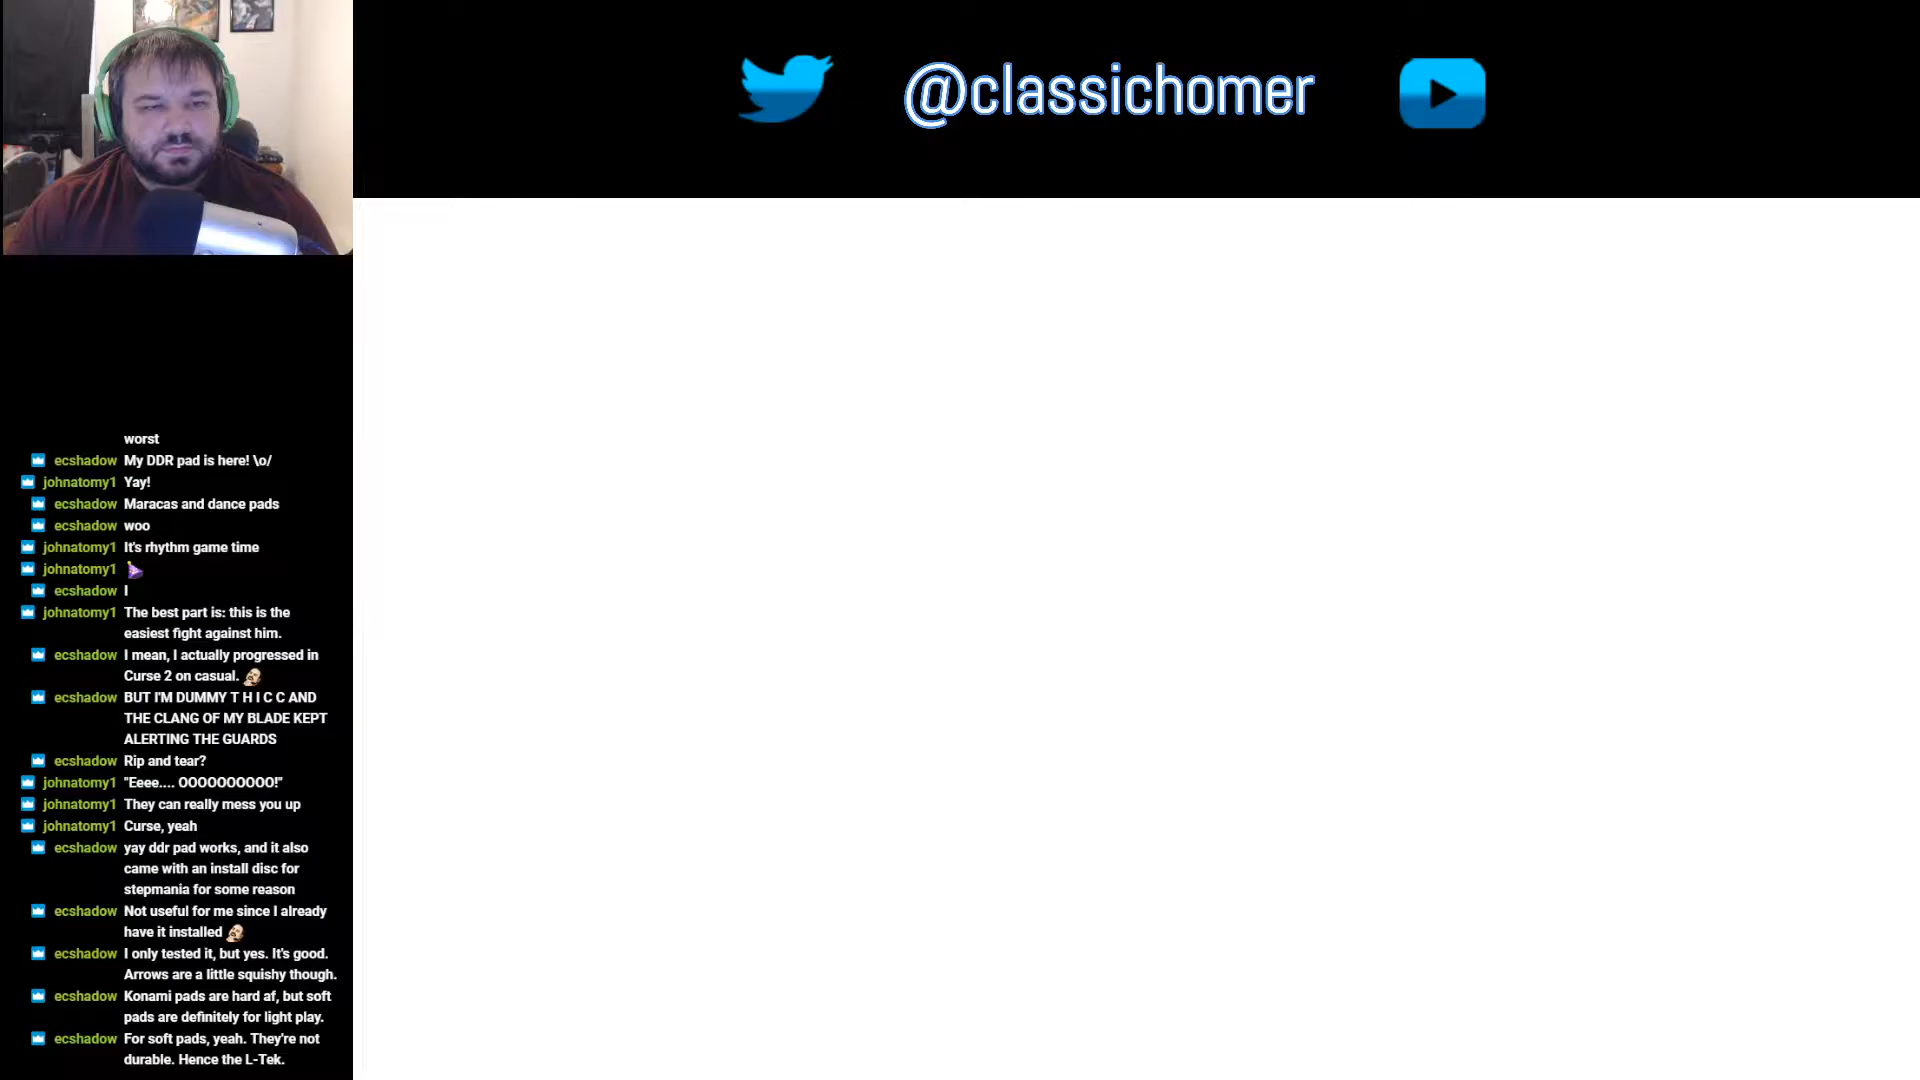 @classichomer
worst
ecshadow My DDR pad is here! \o/
johnatomy1 Yay!
ecshadow Maracas and dance pads
ecshadow woo
johnatomy1 It's rhythm game time
johnatomy1
ecshadow I
johnatomy1 The best part is: this is the
easiest fight against him.
ecshadow I mean, I actually progressed in
Curse 2 on casual.
ecshadow BUT I'M DUMMY T H I C C AND
THE CLANG OF MY BLADE KEPT
ALERTING THE GUARDS
ecshadow Rip and tear?
johnatomy1 "Eeee.... OOOOOOOOOO!"
johnatomy1 They can really mess you up
johnatomy1 Curse, yeah
ecshadow yay ddr pad works, and it also
came with an install disc for
stepmania for some reason
ecshadow Not useful for me since I already
have it installed
ecshadow I only tested it, but yes. It's good.
Arrows are a little squishy though.
ecshadow Konami pads are hard af, but soft
pads are definitely for light play.
ecshadow For soft pads, yeah. They're not
durable. Hence the L-Tek.